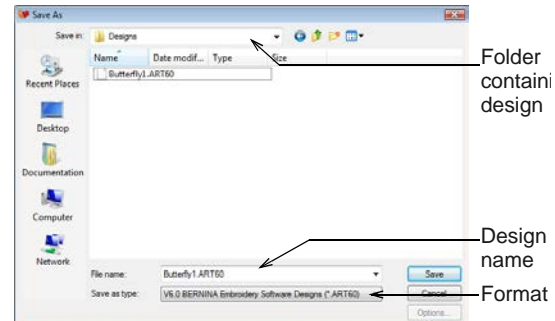 Save As
Save in:
Designs
Name
Date modif...
Type
Size
Butterfly1.ART60
Recent Places
Desktop
Documentation
Computer
Network
File name:
Butterfly1.ART60
Save
Save as type:
V6.0 BERNINA Embroidery Software Designs (*.ART60)
Cancel
Options...
Folder
containi
design
Design
name
Format